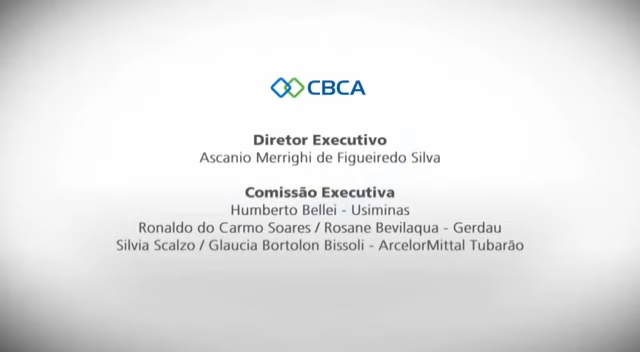 CBCA
Diretor Executivo
Ascanio Merrighi de Figueiredo Silva
Comissão Executiva
Humberto Bellei - Usiminas
Ronaldo do Carmo Soares / Rosane Bevilaqua - Gerdau
Silvia Scalzo / Glaucia Bortolon Bissoli - ArcelorMittal Tubarão